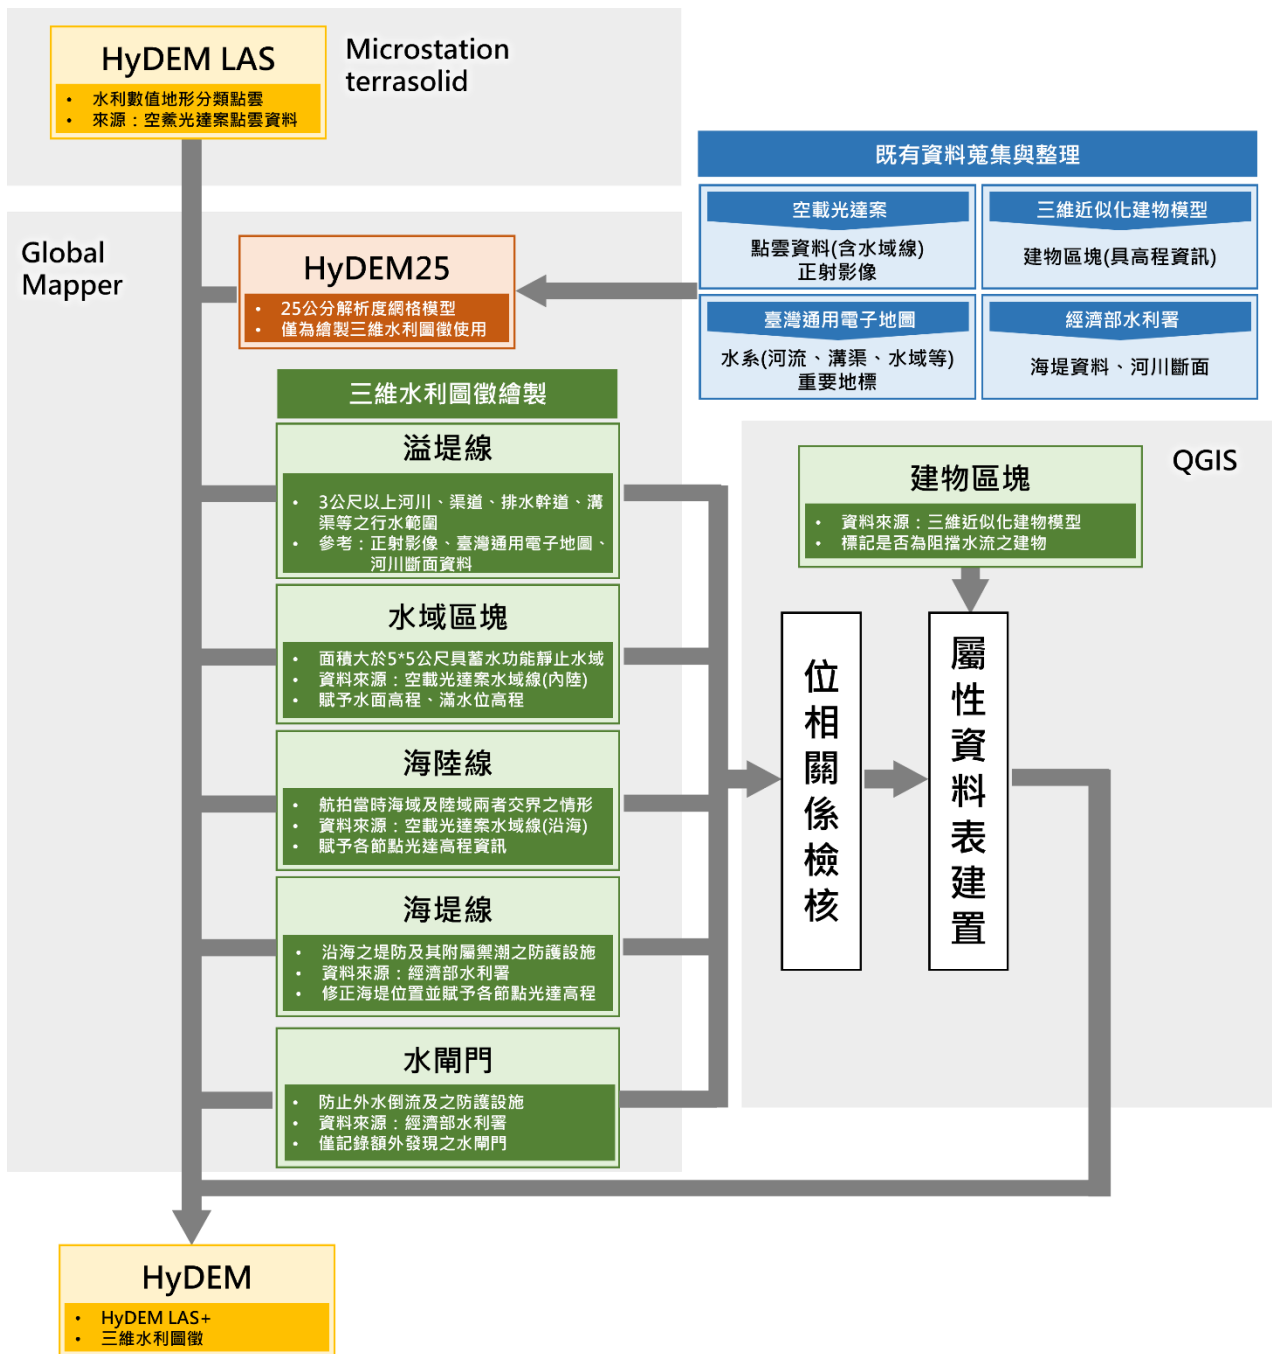 HyDEM LAS
• 水利數值地形分類點雲
• 來源：空載光達案點雲資料
Microstation
terrasolid
既有資料蒐集與整理
空載光達案
點雲資料(含水域線)
正射影像
三維近似化建物模型
建物區塊(具高程資訊)
臺灣通用電子地圖
水系(河流、溝渠、水域等)
重要地標
經濟部水利署
海堤資料、河川斷面
Global
Mapper
HyDEM25
• 25公分解析度網格模型
• 僅為繪製三維水利圖徵使用
三維水利圖徵繪製
溢堤線
• 3公尺以上河川、渠道、排水幹道、溝
渠等之行水範圍
• 參考：正射影像、臺灣通用電子地圖、
河川斷面資料
水域區塊
• 面積大於5*5公尺具蓄水功能靜止水域
• 資料來源：空載光達案水域線(內陸)
• 賦予水面高程、滿水位高程
海陸線
• 航拍當時海域及陸域兩者交界之情形
• 資料來源：空載光達案水域線(沿海)
• 賦予各節點光達高程資訊
海堤線
• 沿海之堤防及其附屬禦潮之防護設施
• 資料來源：經濟部水利署
• 修正海堤位置並賦予各節點光達高程
水閘門
• 防止外水倒流及之防護設施
• 資料來源：經濟部水利署
• 僅記錄額外發現之水閘門
QGIS
建物區塊
• 資料來源：三維近似化建物模型
• 標記是否為阻擋水流之建物
位相關係檢核
屬性資料表建置
HyDEM
• HyDEM LAS+
• 三維水利圖徵